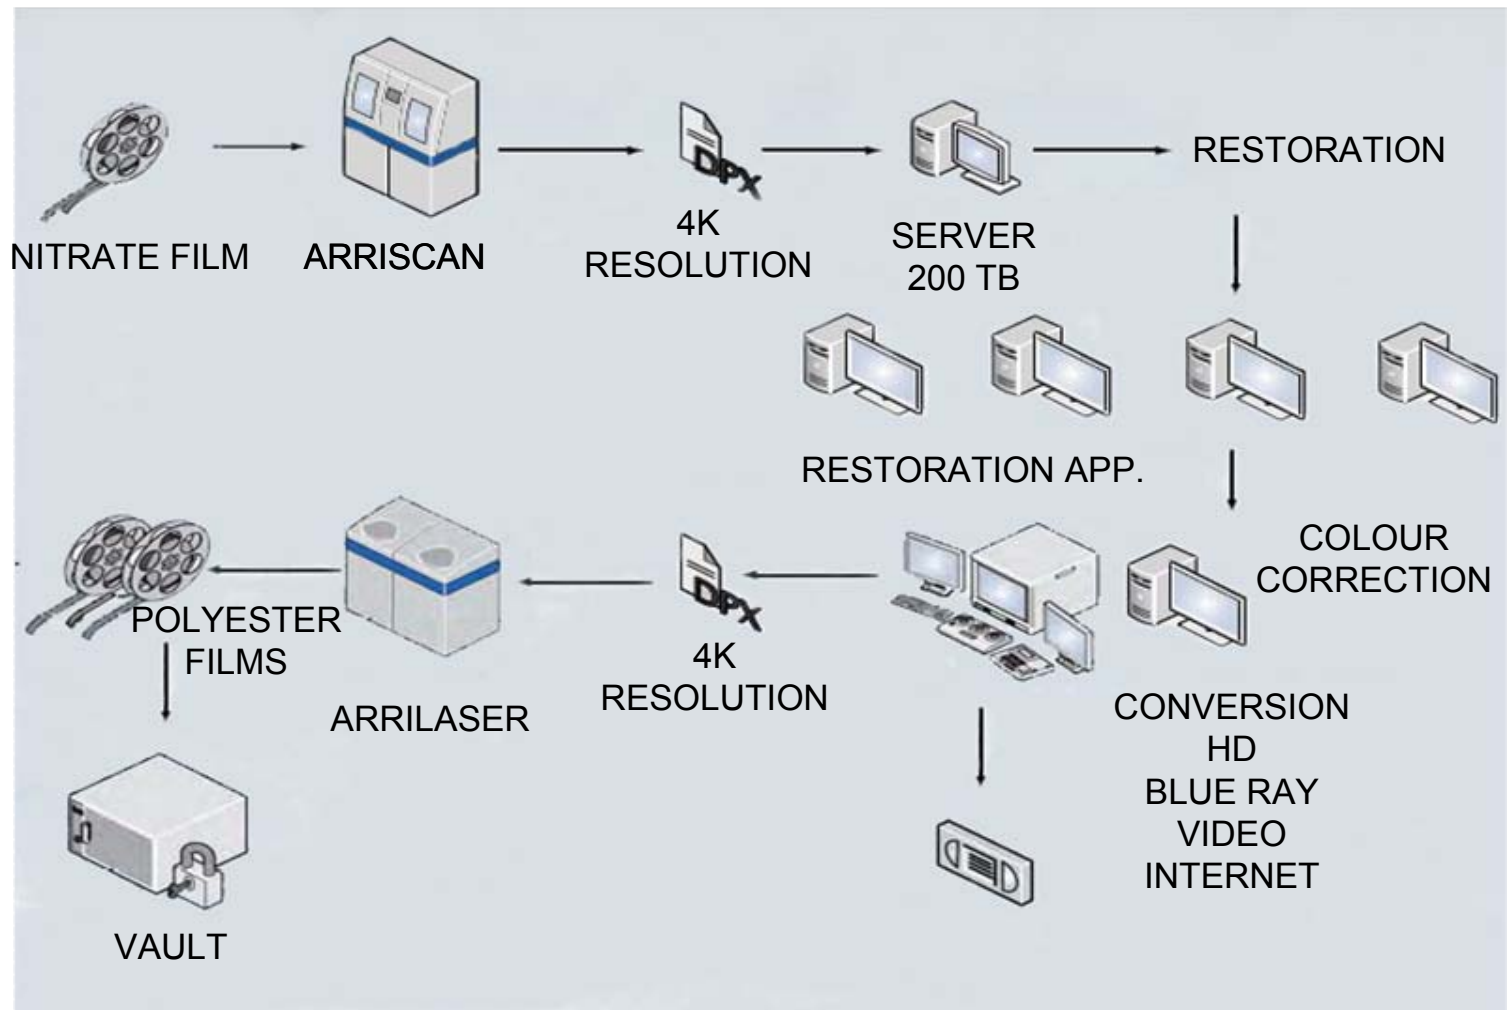 NITRATE FILM
ARRISCAN
DPX
4K
RESOLUTION
SERVER
200 TB
RESTORATION
RESTORATION APP.
COLOUR
CORRECTION
CONVERSION
HD
BLUE RAY
VIDEO
INTERNET
DPX
4K
RESOLUTION
ARRILASER
POLYESTER
FILMS
VAULT